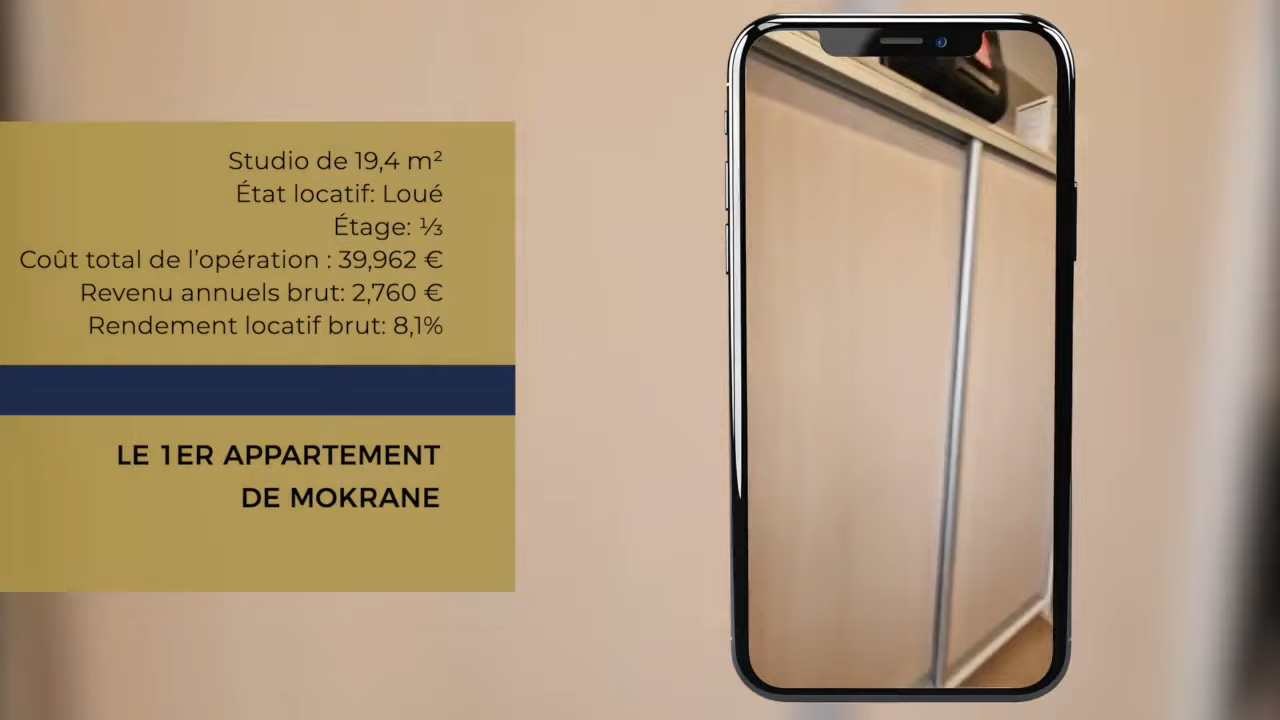 Studio de 19,4 m²
État locatif: Loué
Étage: ⅓
Coût total de l’opération : 39,962 €
Revenu annuels brut: 2,760 €
Rendement locatif brut: 8,1%
LE 1ER APPARTEMENT
DE MOKRANE